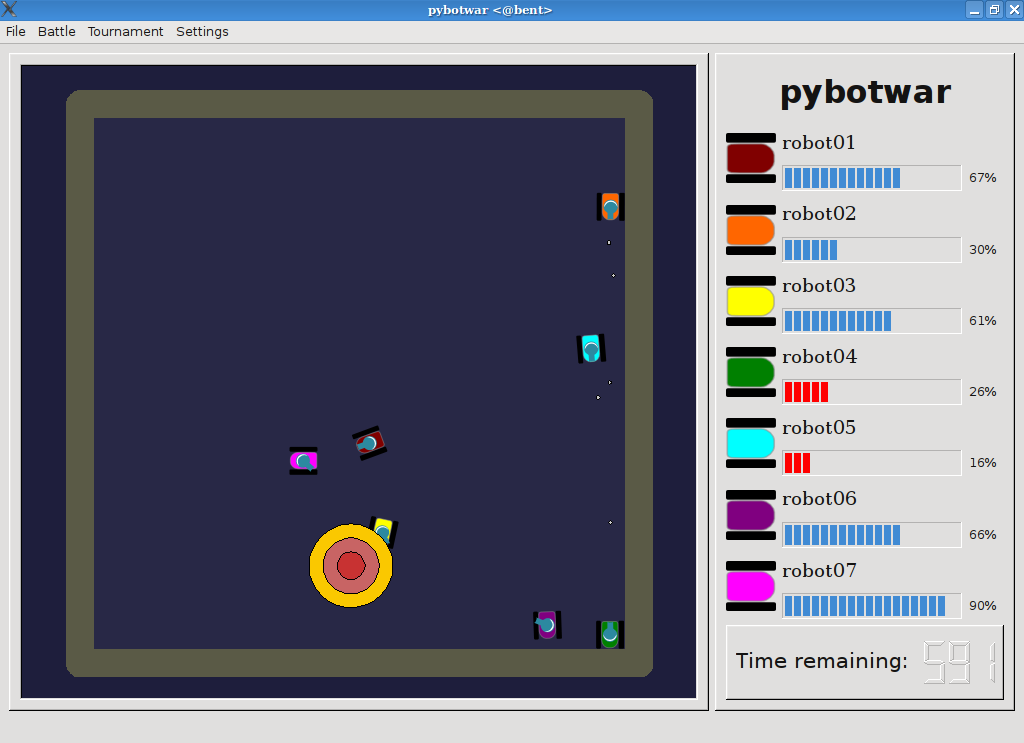 pybotwar <@bent>
File Battle Tournament Settings
pybotwar
robot01
67%
robot02
30%
robot03
61%
robot04
26%
robot05
16%
robot06
66%
robot07
90%
Time remaining: 591